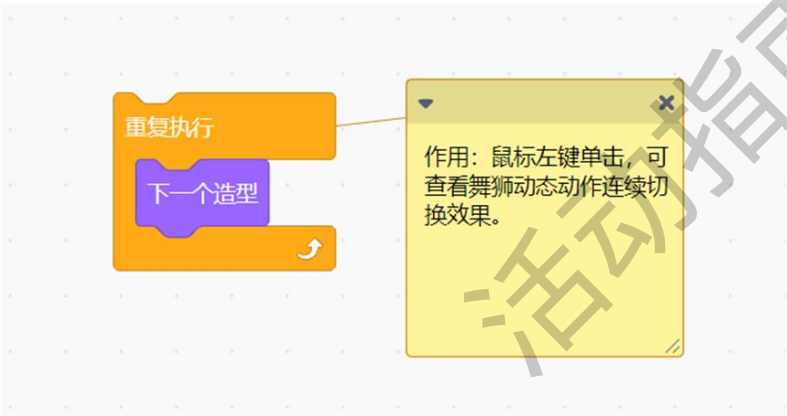 重复执行
下一个造型
作用：鼠标左键单击，可
查看舞狮动态动作连续切
换效果。
活动指